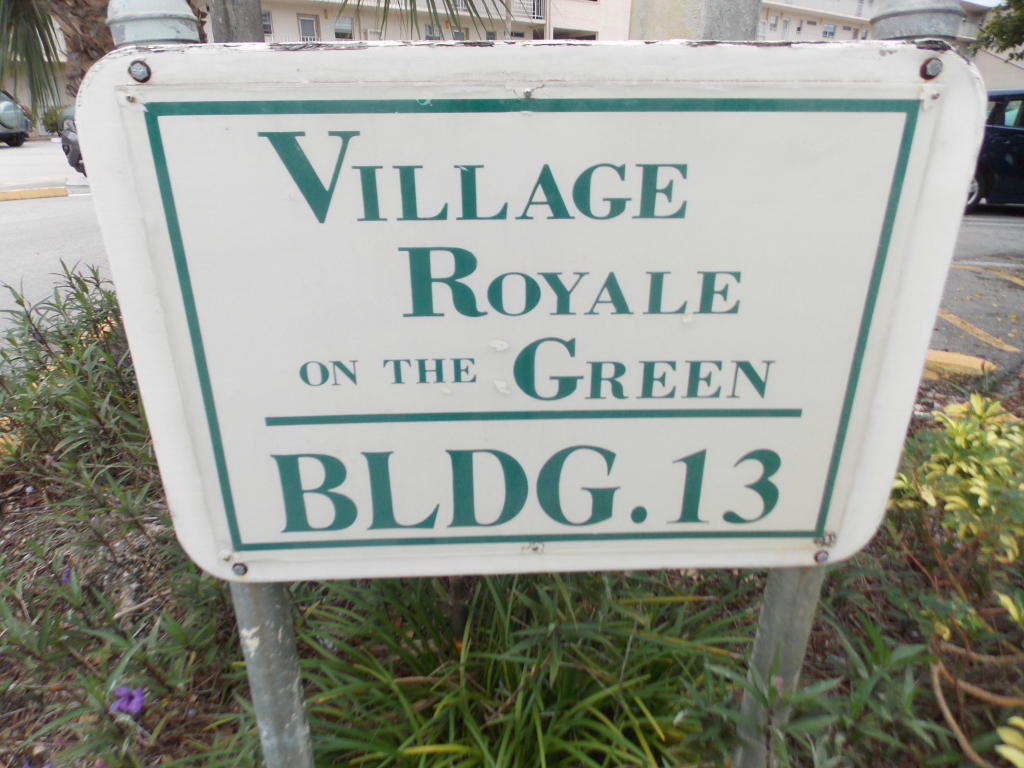 VILLAGE
ROYALE
ON THE GREEN
BLDG.13